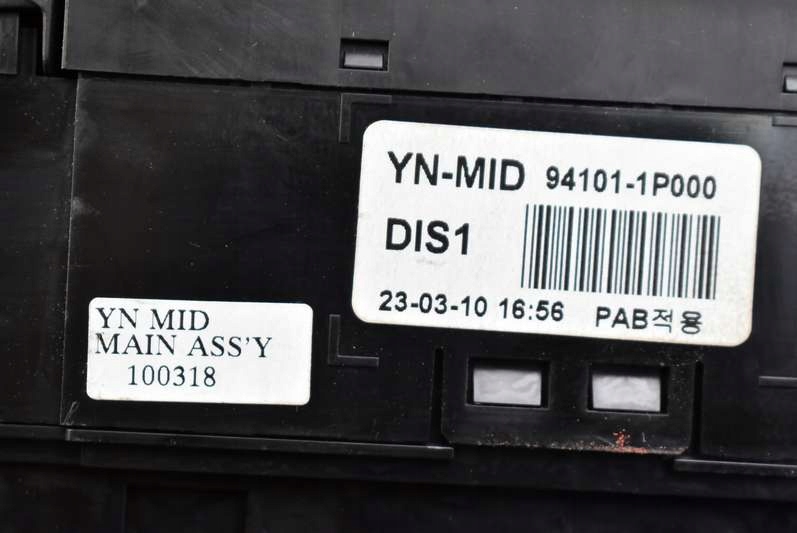 YN-MID 94101-1P000
DIS1
23-03-10 16:56 PAB적용
YN MID
MAIN ASS'Y
100318